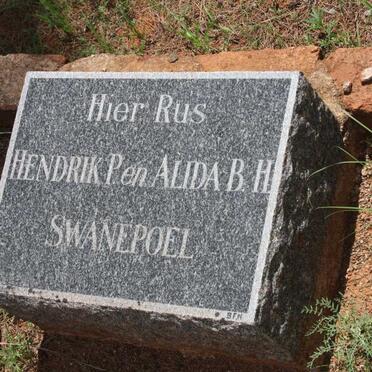 Hier Rus
HENDRIK P. en ALIDA B. H.
SWANEPOEL